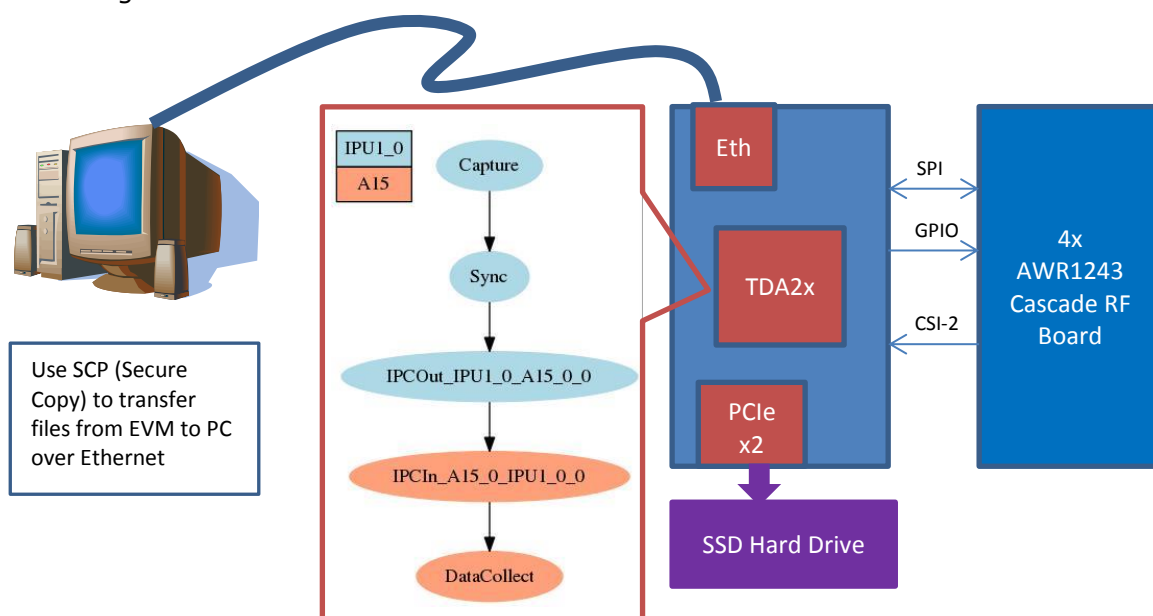 IPU1_0
A15
Capture
Sync
IPCOut_IPU1_0_A15_0_0
IPCIn_A15_0_IPU1_0_0
DataCollect
Use SCP (Secure
Copy) to transfer
files from EVM to PC
over Ethernet
Eth
TDA2x
PCIe
x2
SSD Hard Drive
SPI
GPIO
CSI-2
4x
AWR1243
Cascade RF
Board